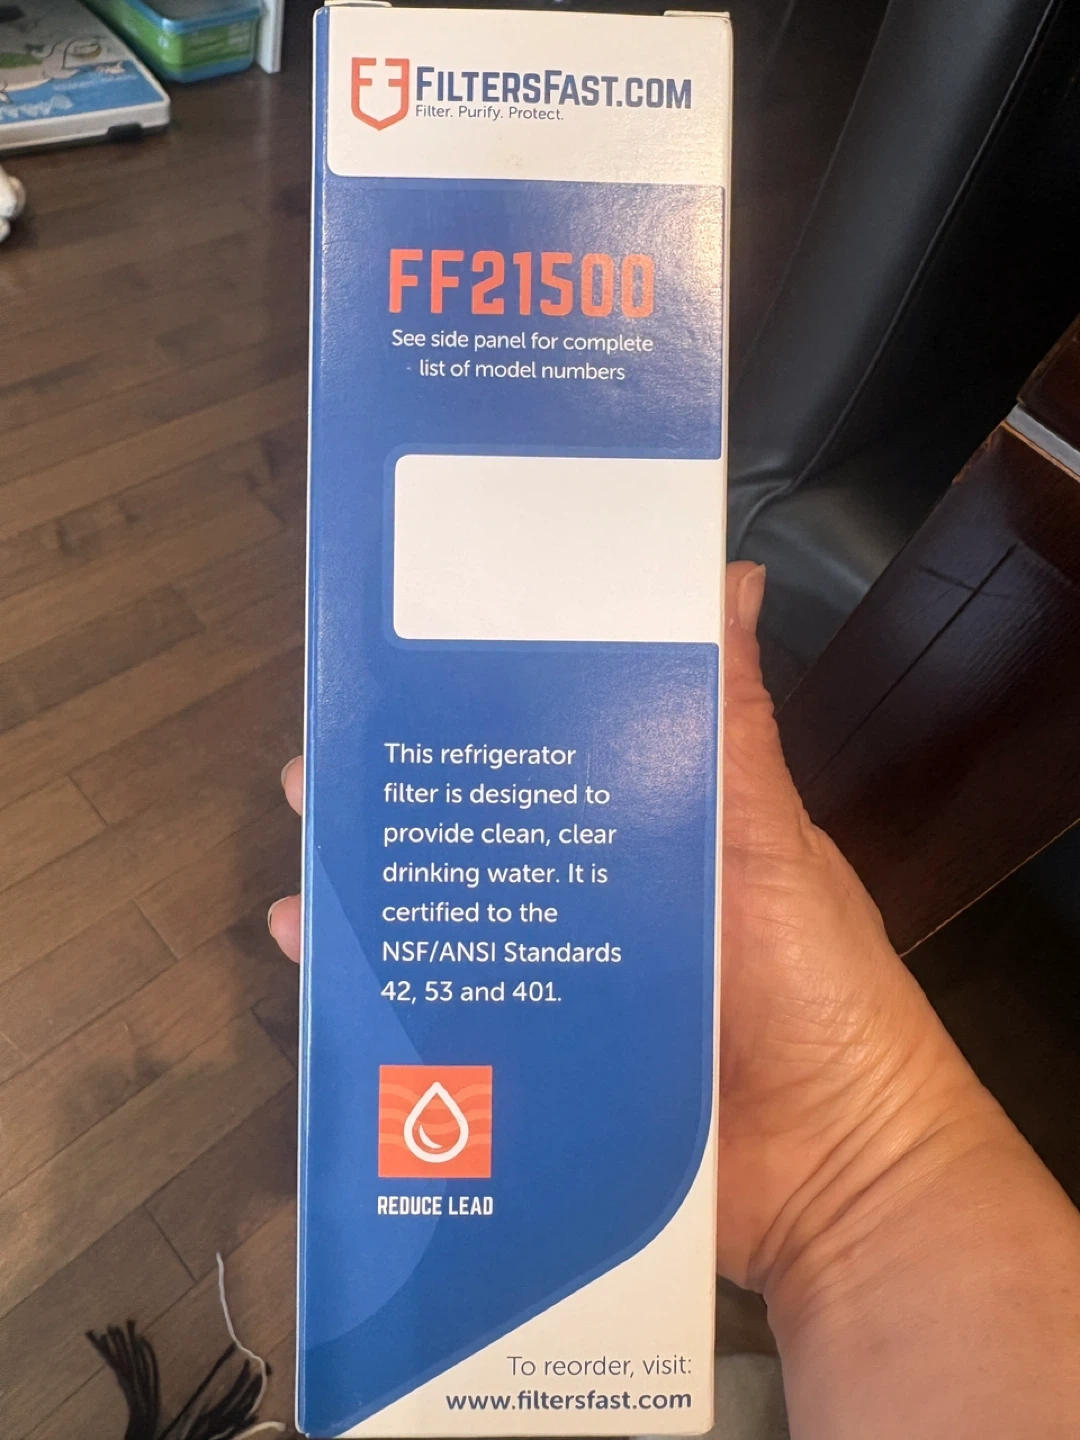 FILTERSFAST.COM
Filter. Purify. Protect.
FF21500
See side panel for complete
list of model numbers
This refrigerator
filter is designed to
provide clean, clear
drinking water. It is
certified to the
NSF/ANSI Standards
42, 53 and 401.
REDUCE LEAD
To reorder, visit:
www.filtersfast.com